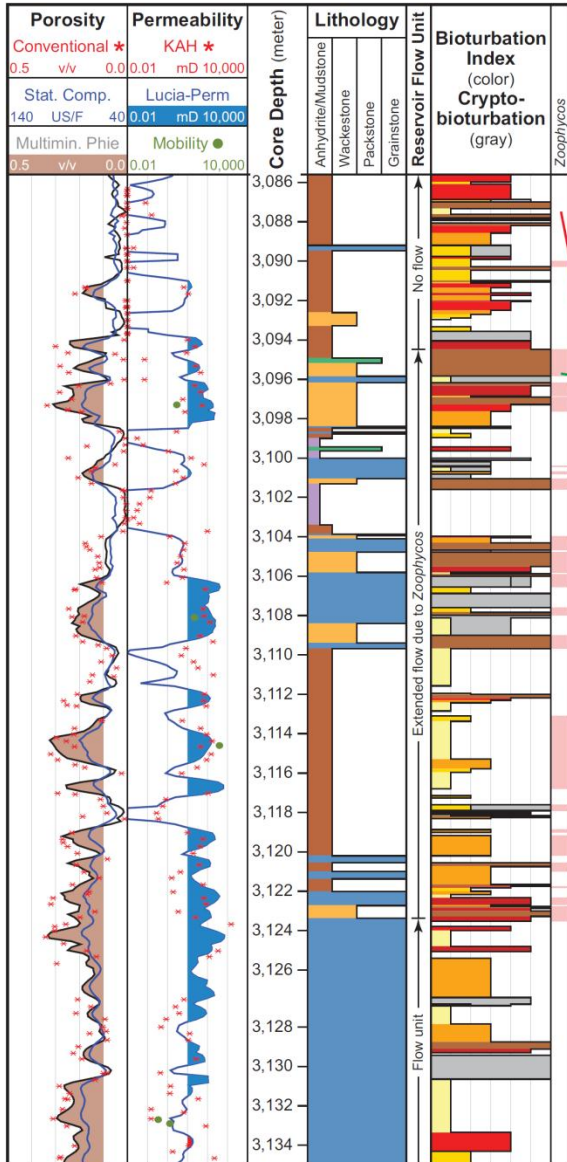 Porosity
Conventional *
0.5 v/v 0.0
Stat. Comp.
140 US/F 40
Multimin. Phie
0.5 v/v 0.0
Permeability
KAH *
0.01 mD 10,000
Lucia-Perm
0.01 mD 10,000
Mobility
0.01 10,000
Core Depth (meter)
Lithology
Anhydrite/Mudstone
Wackestone
Packstone
Grainstone
Reservoir Flow Unit
Bioturbation
Index
(color)
Crypto-
bioturbation
(gray)
Zoophycos
3,086
3,088
3,090
3,092
3,094
3,096
3,098
3,100
3,102
3,104
3,106
3,108
3,110
3,112
3,114
3,116
3,118
3,120
3,122
3,124
3,126
3,128
3,130
3,132
3,134
No flow
Extended flow due to Zoophycos
Flow unit